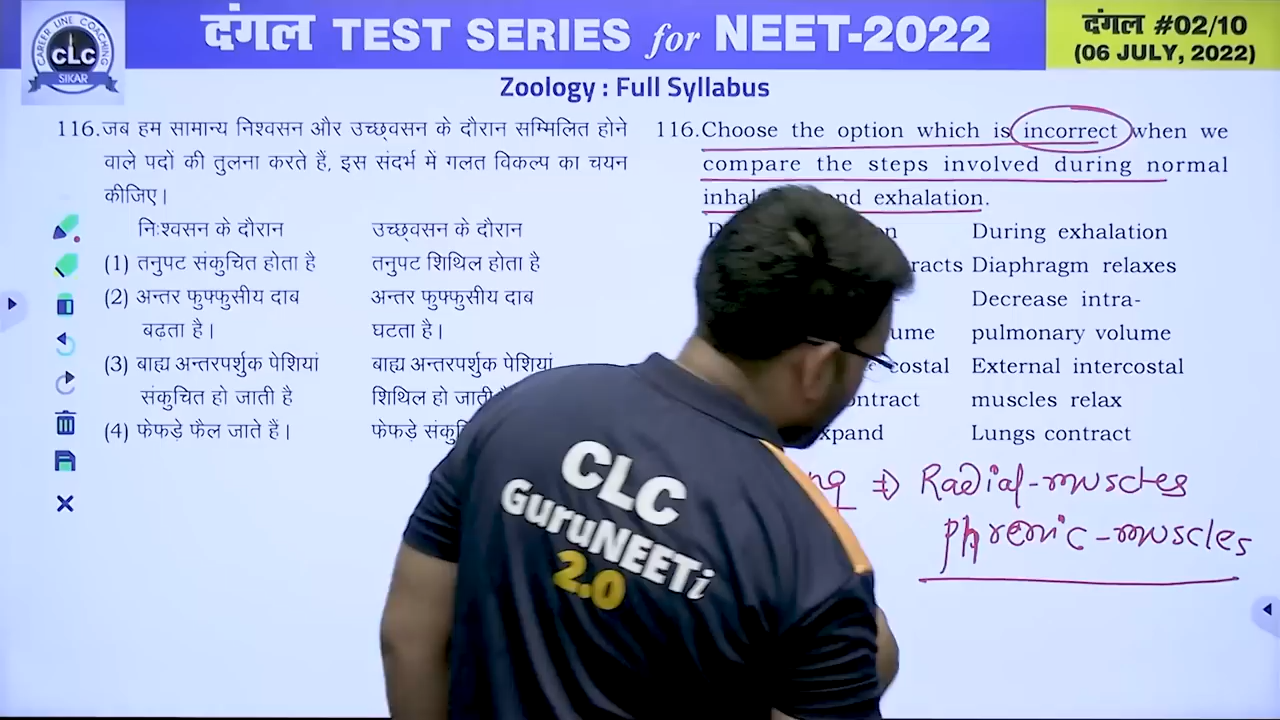 CAREER LINE COACHING
CLC
SIKAR
दंगल TEST SERIES for NEET-2022
दंगल #02/10
(06 JULY, 2022)
Zoology : Full Syllabus
116. जब हम सामान्य निश्वसन और उच्छ्वसन के दौरान सम्मिलित होने
वाले पदों की तुलना करते हैं, इस संदर्भ में गलत विकल्प का चयन
कीजिए।
निःश्वसन के दौरान उच्छ्वसन के दौरान
(1) तनुपट संकुचित होता है तनुपट शिथिल होता है
(2) अन्तर फुफ्फुसीय दाब अन्तर फुफ्फुसीय दाब
बढ़ता है। घटता है।
(3) बाह्य अन्तरपर्शुक पेशियां बाह्य अन्तरपर्शुक पेशियां
संकुचित हो जाती है शिथिल हो जाती
(4) फेफड़े फैल जाते हैं। फेफड़े
116. Choose the option which is incorrect when we
compare the steps involved during normal
and exhalation.
During exhalation
Diaphragm relaxes
Decrease intra-
pulmonary volume
External intercostal
muscles relax
Lungs contract
⇒ Radial-muscles
Phrenic-muscles
CLC
GuruNEETi
2.0